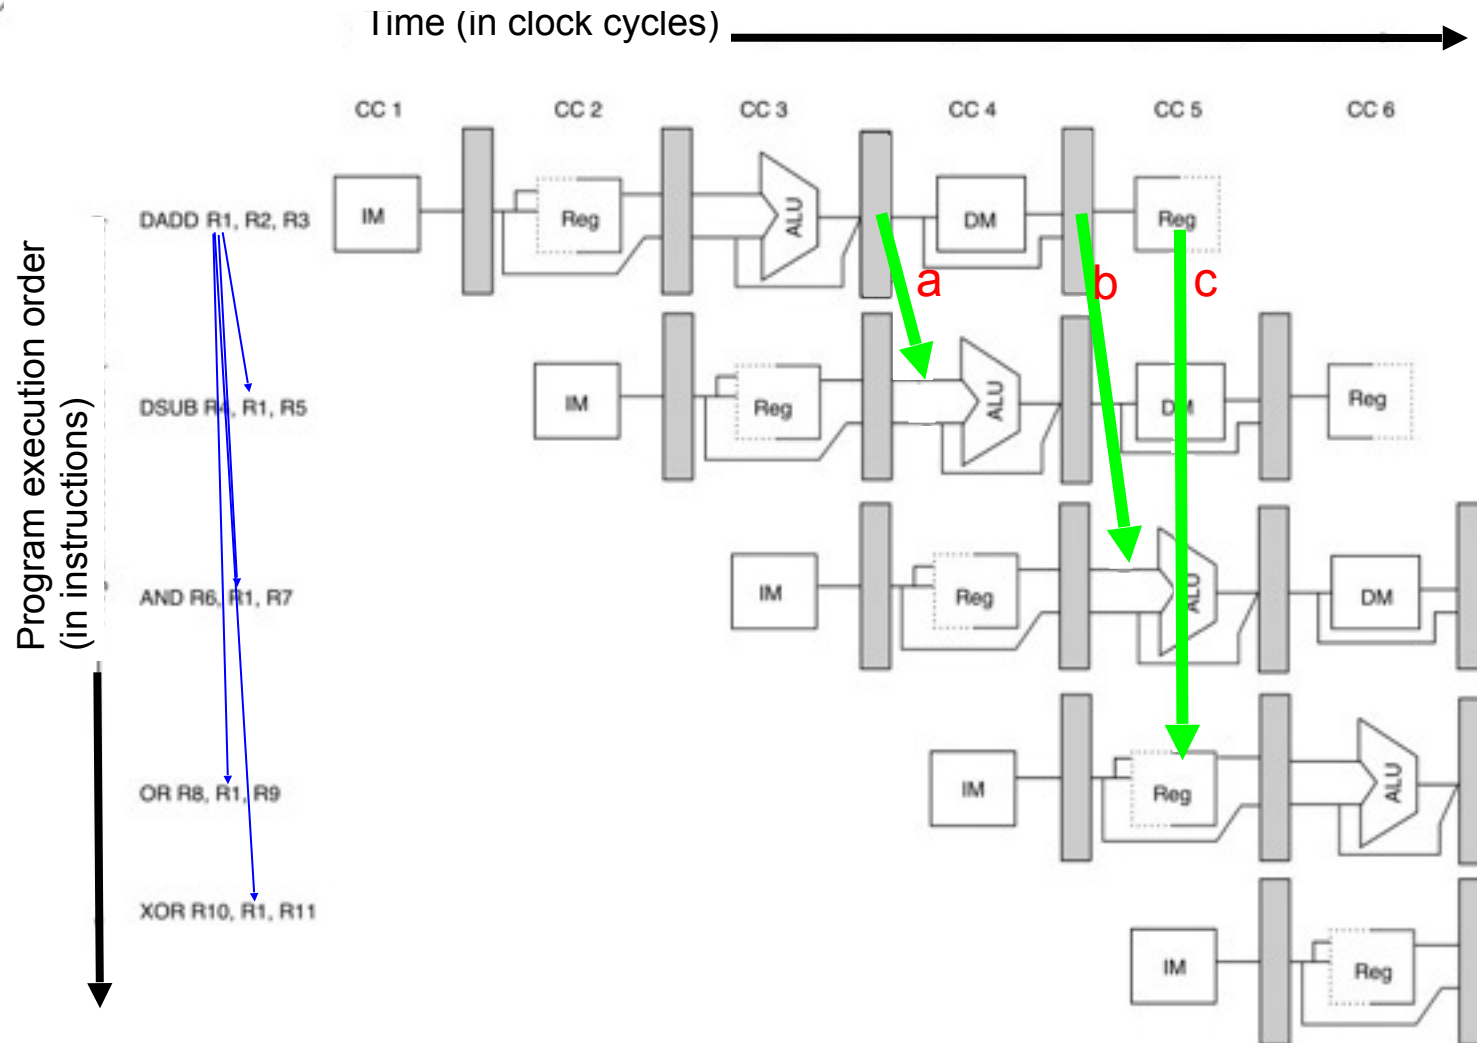 Time (in clock cycles)
CC 1 CC 2 CC 3 CC 4 CC 5 CC 6
Program execution order
(in instructions)
DADD R1, R2, R3 IM Reg ALU DM Reg
a b c
DSUB R4, R1, R5 IM Reg ALU DM Reg
AND R6, R1, R7 IM Reg ALU DM
OR R8, R1, R9 IM Reg ALU
XOR R10, R1, R11
IM Reg